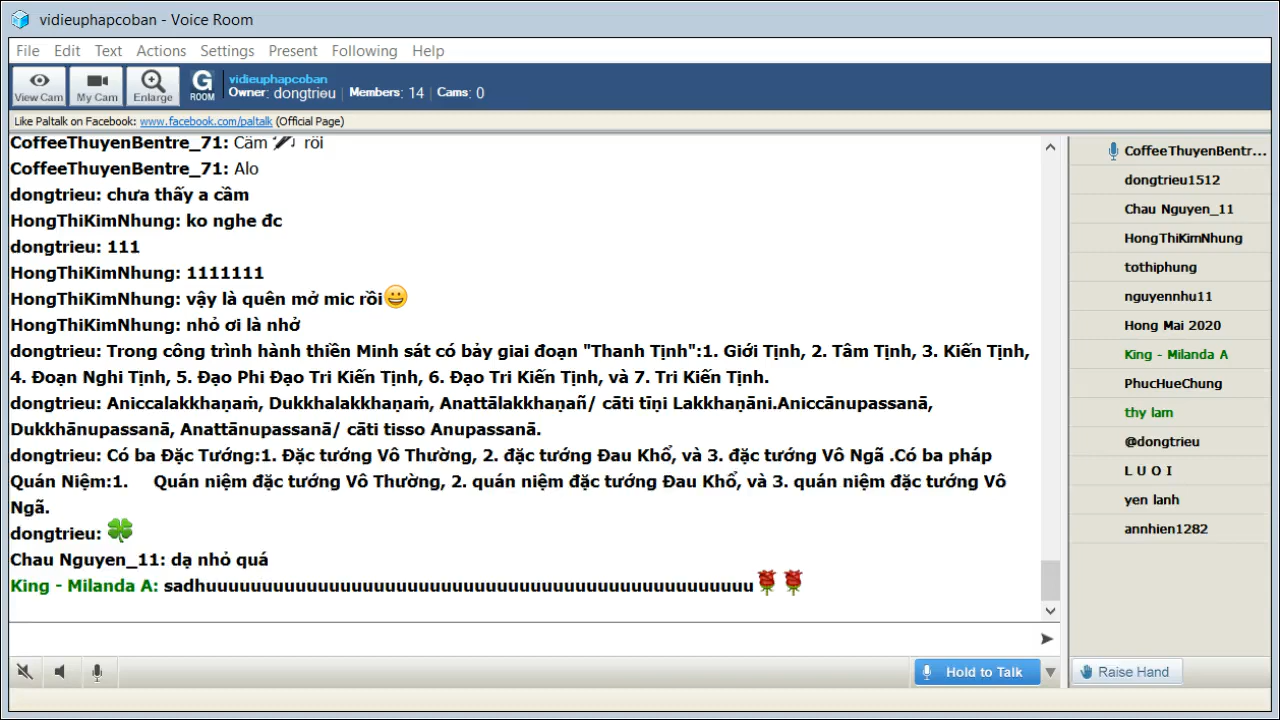 vidieuphapcoban - Voice Room
File Edit Text Actions Settings Present Following Help
View Cam My Cam Enlarge G ROOM vidieuphapcoban
Owner: dongtrieu Members: 14 Cams: 0
Like Paltalk on Facebook: www.facebook.com/paltalk (Official Page)
CoffeeThuyenBentre_71: Cám rồi
CoffeeThuyenBentre_71: Alo
dongtrieu: chưa thấy a cầm
HongThiKimNhung: ko nghe đc
dongtrieu: 111
HongThiKimNhung: 1111111
HongThiKimNhung: vậy là quên mở mic rồi
HongThiKimNhung: nhỏ ơi là nhở
dongtrieu: Trong công trình hành thiền Minh sát có bảy giai đoạn "Thanh Tịnh":1. Giới Tịnh, 2. Tâm Tịnh, 3. Kiến Tịnh,
4. Đoạn Nghi Tịnh, 5. Đạo Phi Đạo Tri Kiến Tịnh, 6. Đạo Tri Kiến Tịnh, và 7. Tri Kiến Tịnh.
dongtrieu: Aniccalakkhaṇaṁ, Dukkhalakkhaṇaṁ, Anattālakkhaṇañ/ cāti tīṇi Lakkhaṇāni.Aniccānupassanā,
Dukkhānupassanā, Anattānupassanā/ cāti tisso Anupassanā.
dongtrieu: Có ba Đặc Tướng:1. Đặc tướng Vô Thường, 2. đặc tướng Đau Khổ, và 3. đặc tướng Vô Ngã .Có ba pháp
Quán Niệm:1. Quán niệm đặc tướng Vô Thường, 2. quán niệm đặc tướng Đau Khổ, và 3. quán niệm đặc tướng Vô
Ngã.
dongtrieu:
Chau Nguyen_11: dạ nhỏ quá
King - Milanda A: sadhuuuuuuuuuuuuuuuuuuuuuuuuuuuuuuuuuuuuuuuuuuuuuuuuu
CoffeeThuyenBentr...
dongtrieu1512
Chau Nguyen_11
HongThiKimNhung
tothiphung
nguyennhu11
Hong Mai 2020
King - Milanda A
PhucHueChung
thy lam
@dongtrieu
L U O I
yen lanh
annhien1282
Hold to Talk
Raise Hand